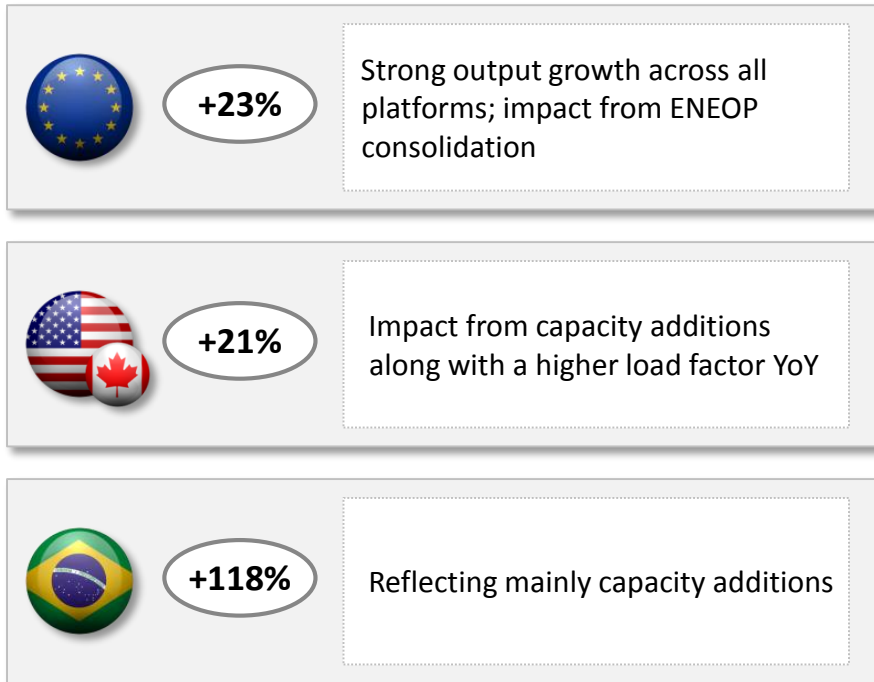 +23%
Strong output growth across all
platforms; impact from ENEOP
consolidation
+21%
Impact from capacity additions
along with a higher load factor YoY
+118%
Reflecting mainly capacity additions